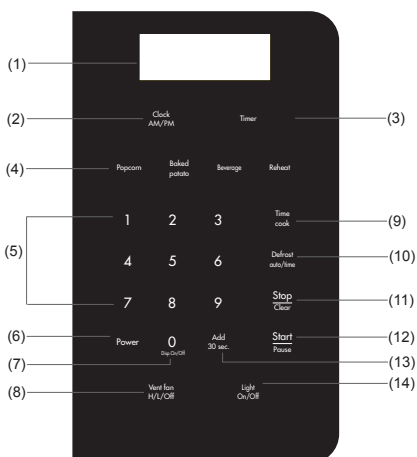 (1)
(2) Clock Timer (3)
AM/PM
(4) Popcorn Baked Beverage Reheat
potato
(5) 1 2 3 Time (9)
cook
4 5 6 Defrost (10)
auto/time
7 8 9 Stop (11)
Clear
(6) Power 0 Add Start (12)
(7) Disp.On/Off 30 sec. Pause (13)
(8) Vent fan Light (14)
H/L/Off On/Off